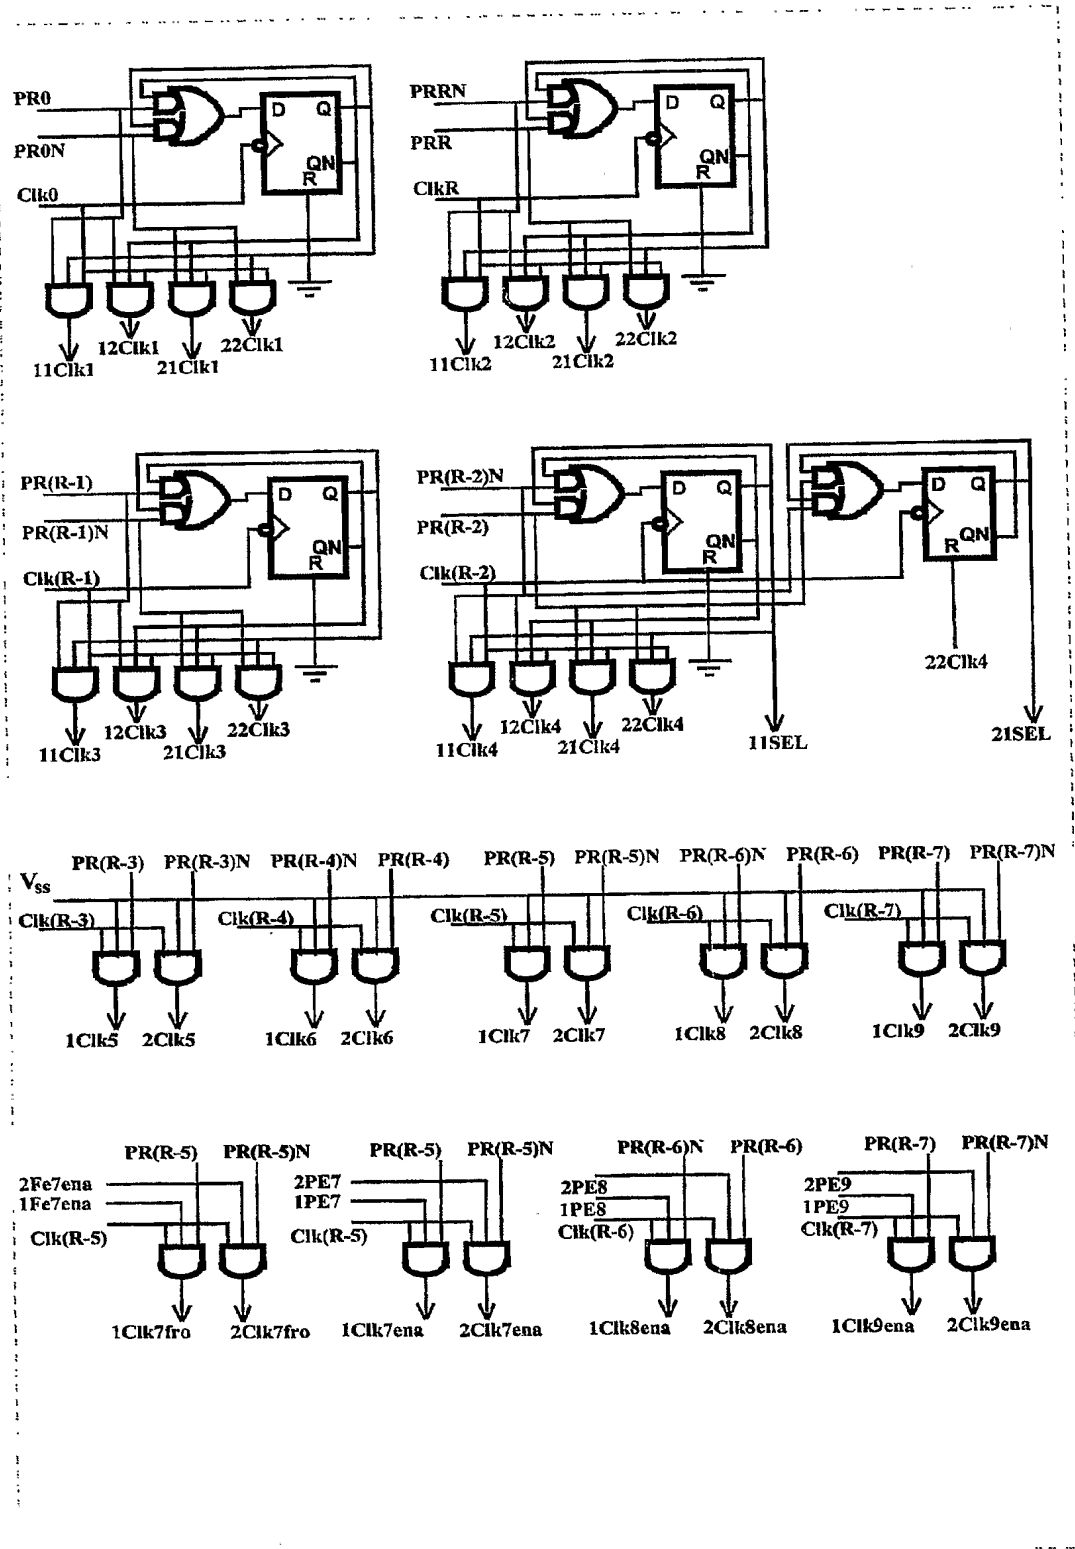 PR0
PR0N
Clk0
D Q
QN
R
11Clk1
12Clk1
21Clk1
22Clk1
PRRN
PRR
ClkR
D Q
QN
R
11Clk2
12Clk2
21Clk2
22Clk2
PR(R-1)
PR(R-1)N
Clk(R-1)
D Q
QN
R
11Clk3
12Clk3
21Clk3
22Clk3
PR(R-2)N
PR(R-2)
Clk(R-2)
D Q
QN
R
D Q
QN
R
22Clk4
11Clk4
12Clk4
21Clk4
22Clk4
11SEL
21SEL
PR(R-3) PR(R-3)N PR(R-4)N PR(R-4) PR(R-5) PR(R-5)N PR(R-6)N PR(R-6) PR(R-7) PR(R-7)N
Vss
Clk(R-3) Clk(R-4) Clk(R-5) Clk(R-6) Clk(R-7)
1Clk5 2Clk5 1Clk6 2Clk6 1Clk7 2Clk7 1Clk8 2Clk8 1Clk9 2Clk9
PR(R-5) PR(R-5)N
2Fe7ena
1Fe7ena
Clk(R-5)
1Clk7fro 2Clk7fro
PR(R-5) PR(R-5)N
2PE7
1PE7
Clk(R-5)
1Clk7ena 2Clk7ena
PR(R-6)N PR(R-6)
2PE8
1PE8
Clk(R-6)
1Clk8ena 2Clk8ena
PR(R-7) PR(R-7)N
2PE9
1PE9
Clk(R-7)
1Clk9ena 2Clk9ena